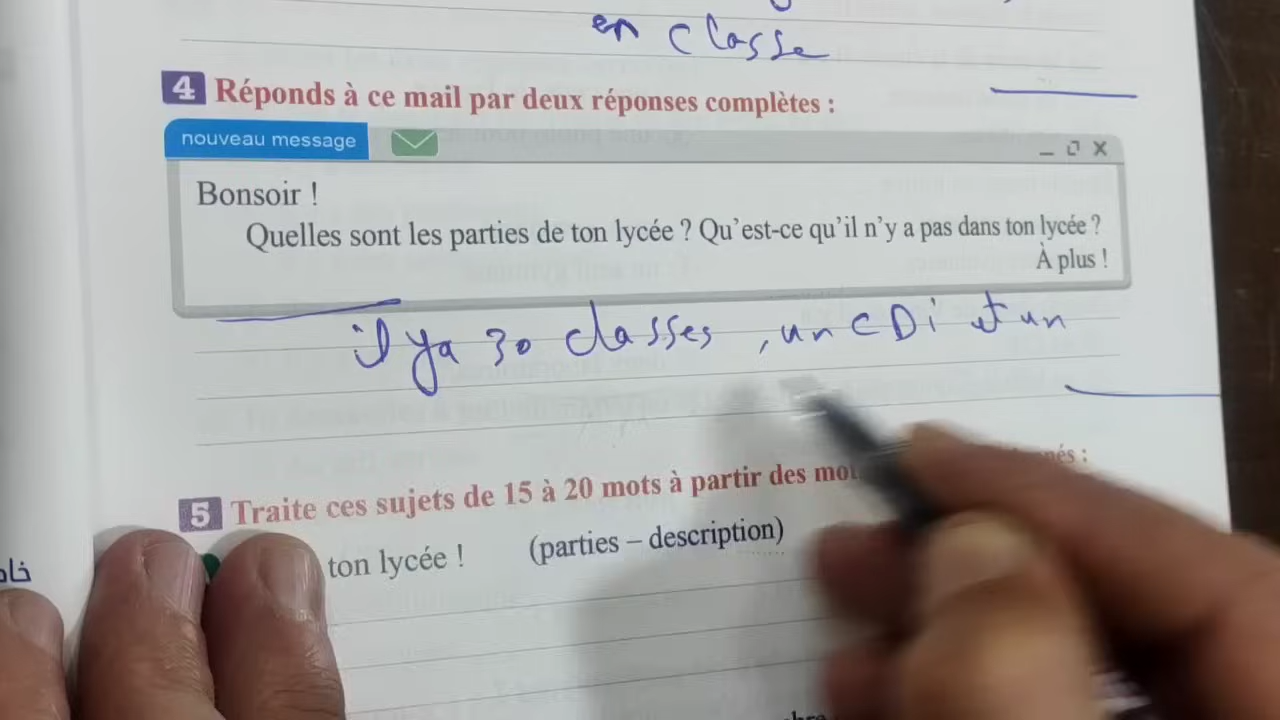 en classe
4 Réponds à ce mail par deux réponses complètes :
nouveau message
Bonsoir !
Quelles sont les parties de ton lycée ? Qu'est-ce qu'il n'y a pas dans ton lycée ?
À plus !
il ya 30 classes, un CDi et un
5 Traite ces sujets de 15 à 20 mots à partir des
ton lycée ! (parties – description)